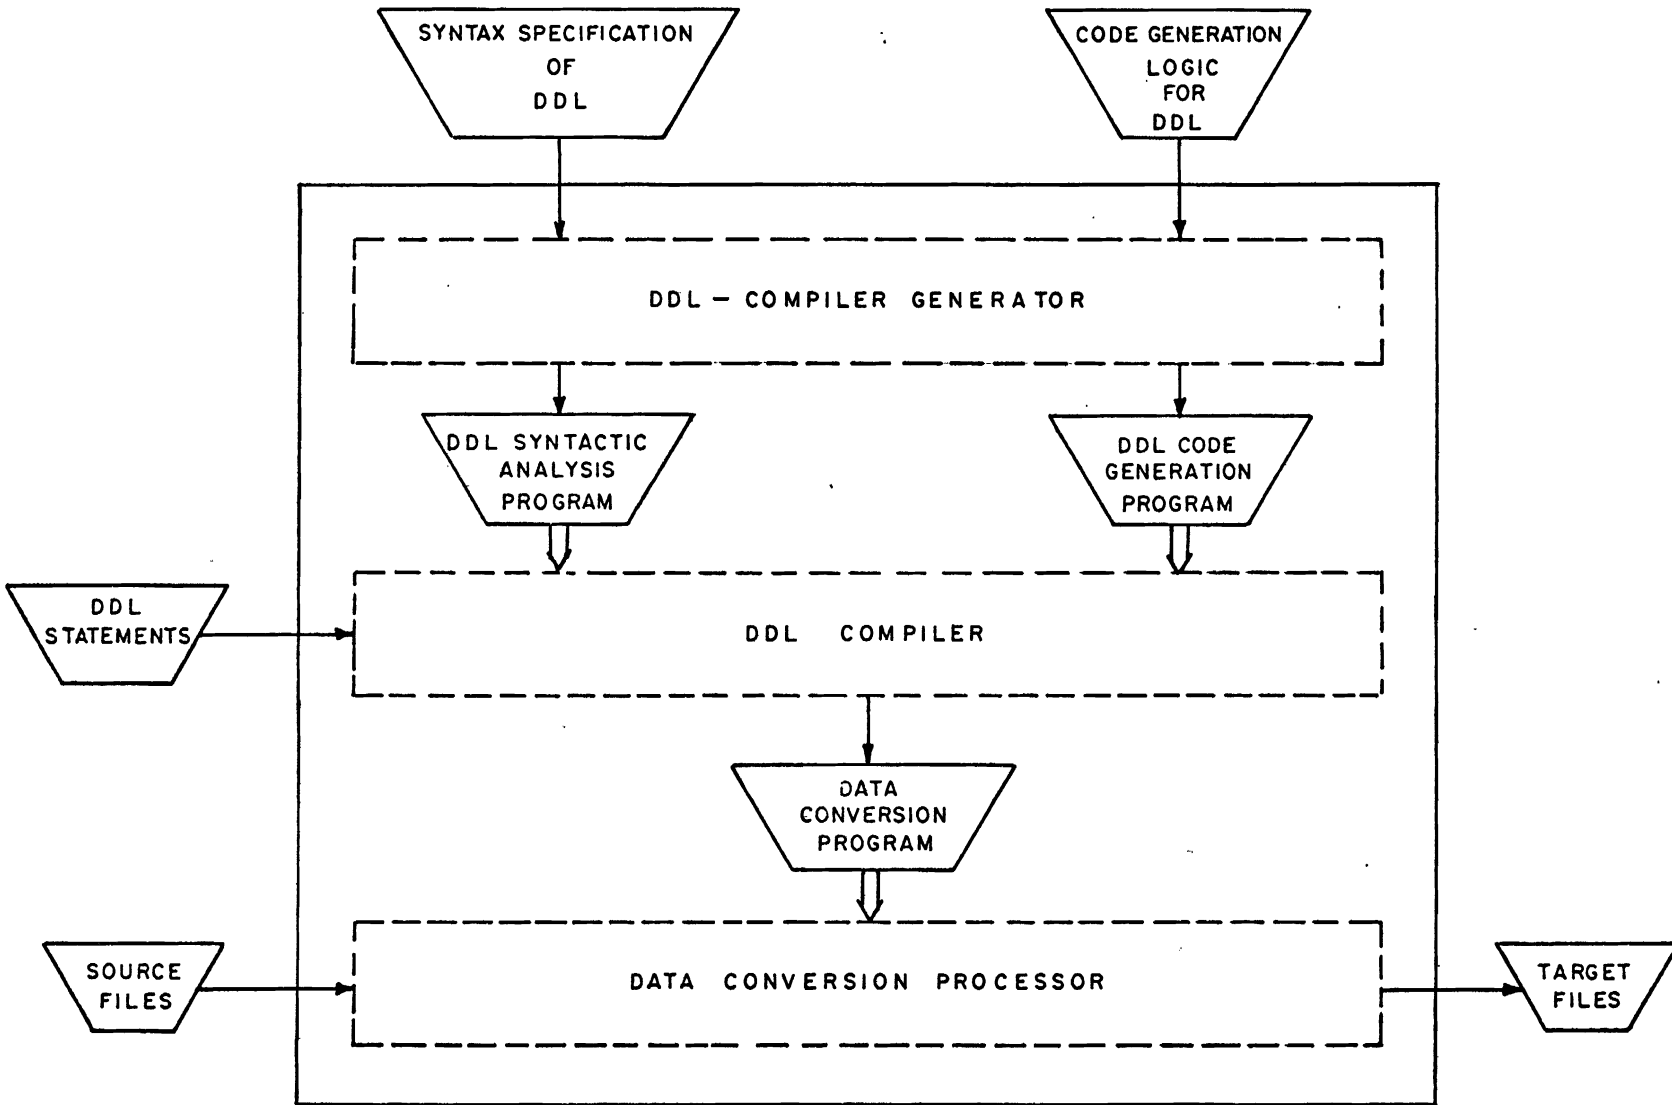 SYNTAX SPECIFICATION
OF
DDL
CODE GENERATION
LOGIC
FOR
DDL
DDL - COMPILER GENERATOR
DDL SYNTACTIC
ANALYSIS
PROGRAM
DDL CODE
GENERATION
PROGRAM
DDL
STATEMENTS
DDL COMPILER
DATA
CONVERSION
PROGRAM
SOURCE
FILES
DATA CONVERSION PROCESSOR
TARGET
FILES